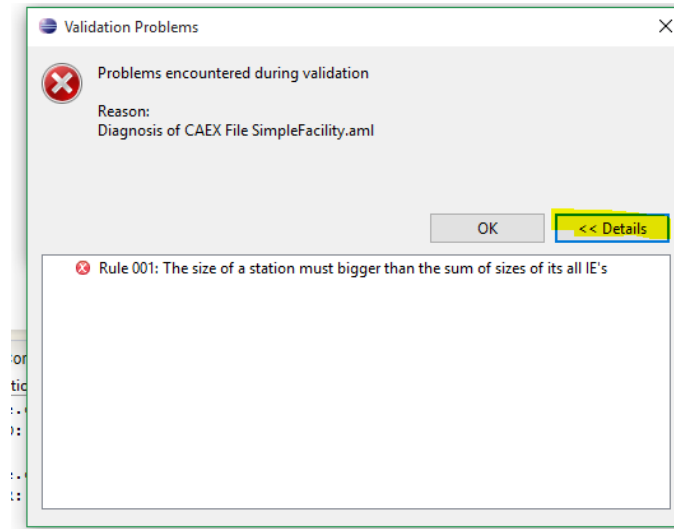 Validation Problems
Problems encountered during validation
Reason:
Diagnosis of CAEX File SimpleFacility.aml
OK
<< Details
Rule 001: The size of a station must bigger than the sum of sizes of its all IE's